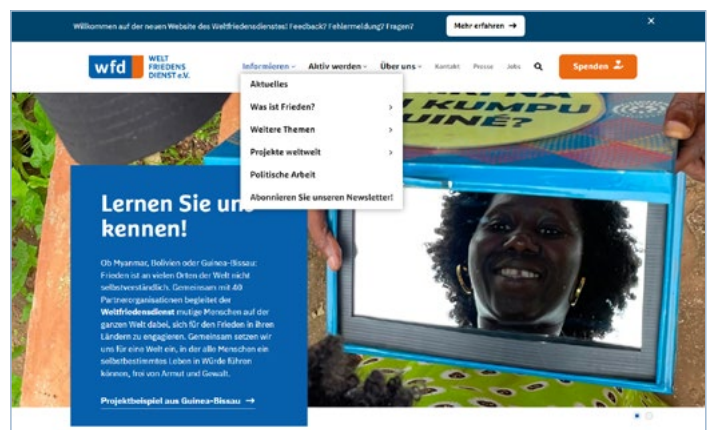 Willkommen auf der neuen Website des Weltfriedensdienstes! Feedback? Fehlermeldung? Fragen?
Mehr erfahren →
×
wfd
WELT
FRIEDENS
DIENST e.V.
Informieren
Aktiv werden
Über uns
Kontakt
Presse
Jobs
Spenden
Aktuelles
Was ist Frieden?
Weitere Themen
Projekte weltweit
Politische Arbeit
Abonnieren Sie unseren Newsletter!
KUMPU
UINÉ?
Lernen Sie uns
kennen!
Ob Myanmar, Bolivien oder Guinea-Bissau:
Frieden ist an vielen Orten der Welt nicht
selbstverständlich. Gemeinsam mit 40
Partnerorganisationen begleitet der
Weltfriedensdienst mutige Menschen auf der
ganzen Welt dabei, sich für den Frieden in ihren
Ländern zu engagieren. Gemeinsam setzen wir
uns für eine Welt ein, in der alle Menschen ein
selbstbestimmtes Leben in Würde führen
können, frei von Armut und Gewalt.
Projektbeispiel aus Guinea-Bissau →